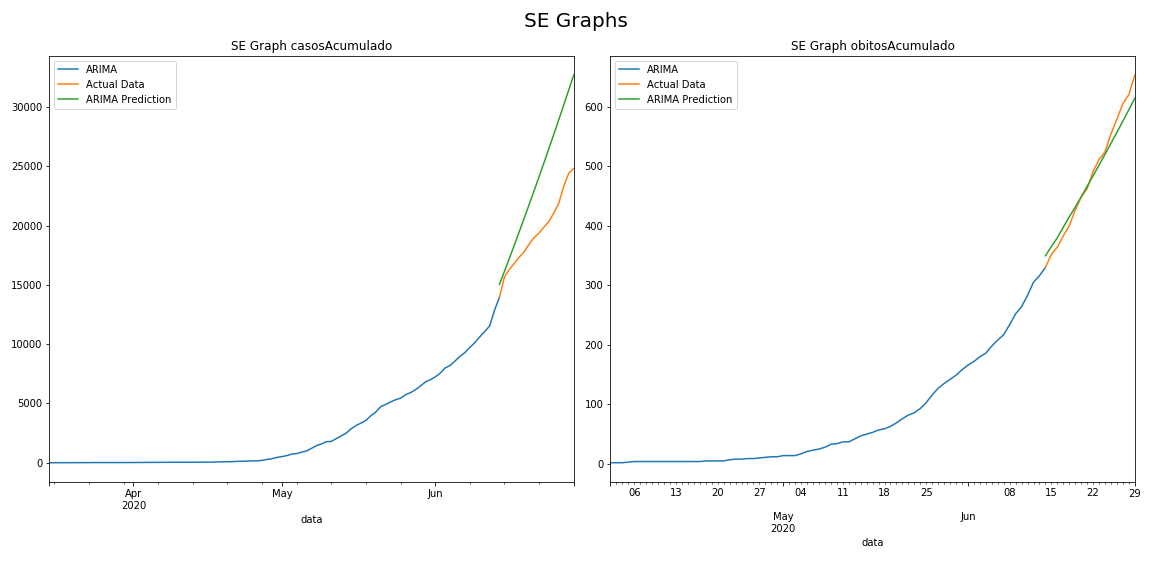 SE Graphs
SE Graph casosAcumulado
ARIMA
Actual Data
ARIMA Prediction
30000
25000
20000
15000
10000
5000
0
Apr
2020
May
Jun
data
SE Graph obitosAcumulado
ARIMA
Actual Data
ARIMA Prediction
600
500
400
300
200
100
0
06 13 20 27 04 11 18 25 08 15 22 29
May
2020
Jun
data